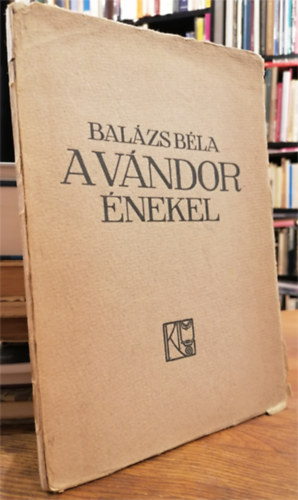 BALÁZS BÉLA
A VÁNDOR
ÉNEKEL